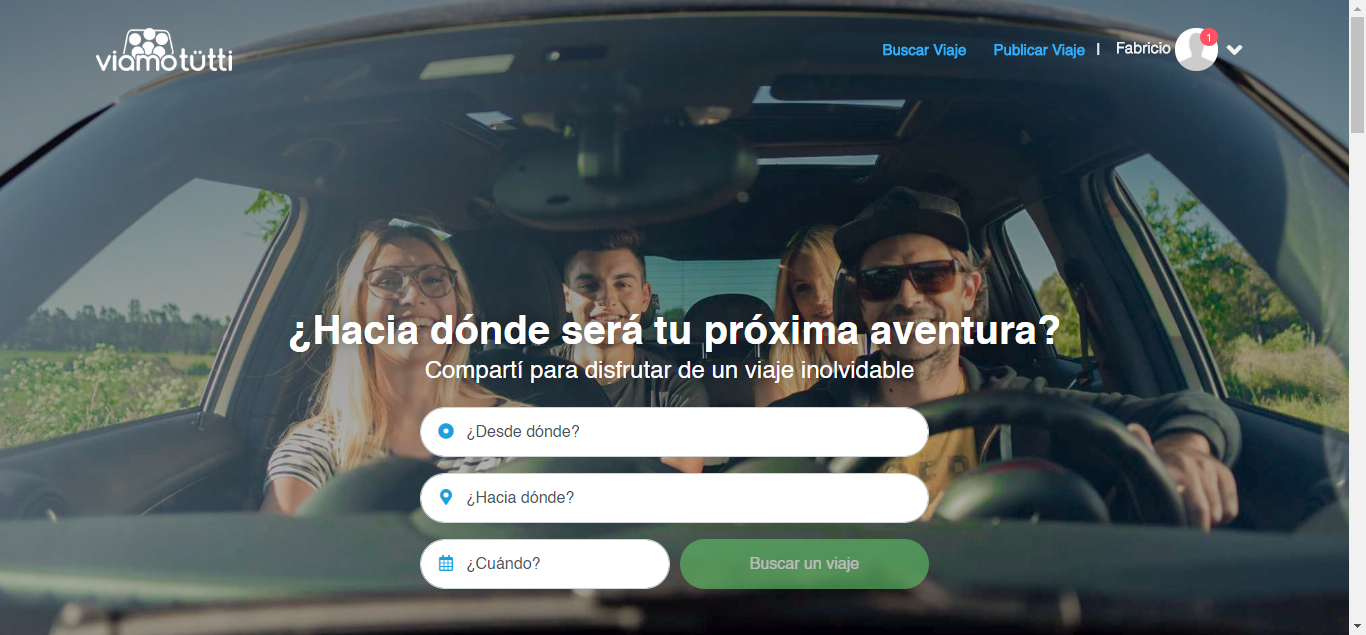 viamotütti
Buscar Viaje
Publicar Viaje
|
Fabricio
1
¿Hacia dónde será tu próxima aventura?
Compartí para disfrutar de un viaje inolvidable
¿Desde dónde?
¿Hacia dónde?
¿Cuándo?
Buscar un viaje